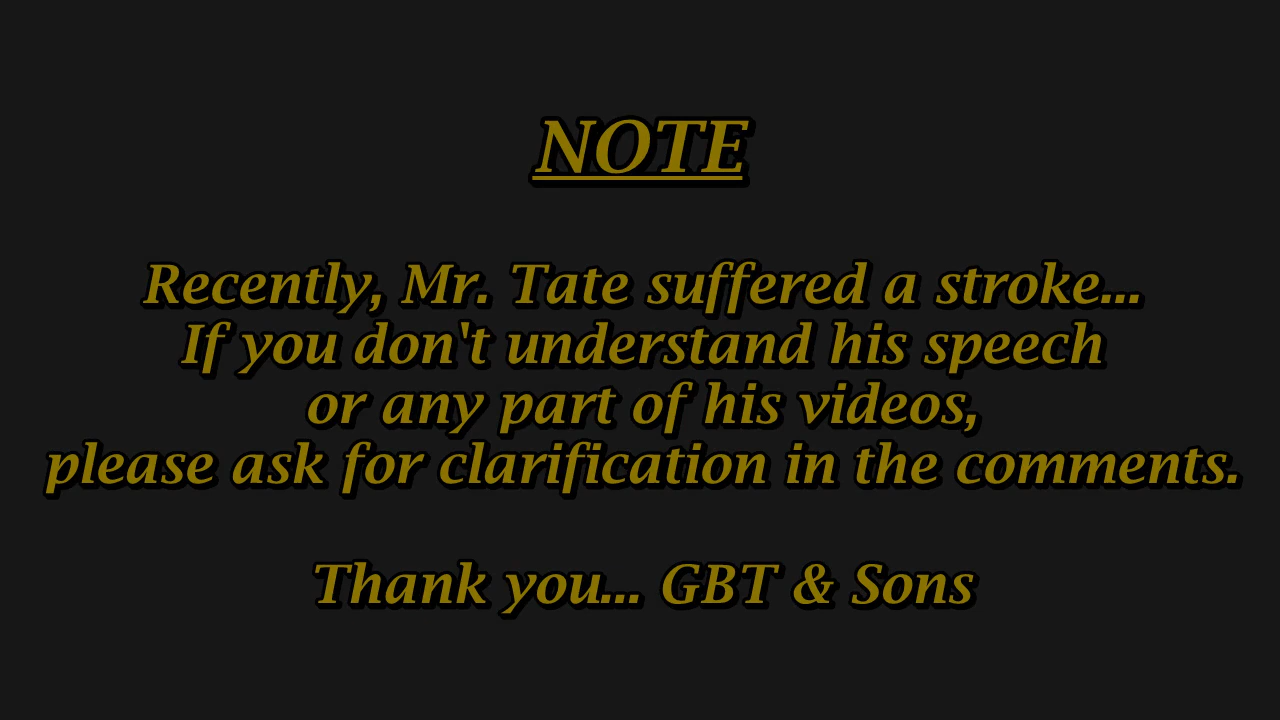 NOTE
Recently, Mr. Tate suffered a stroke...
If you don't understand his speech
or any part of his videos,
please ask for clarification in the comments.
Thank you... GBT & Sons